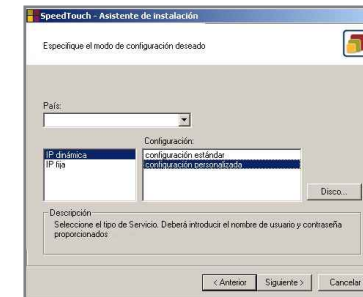 SpeedTouch - Asistente de instalación
Especifique el modo de configuración deseado
País:
Configuración:
IP dinámica
IP fija
configuración estándar
configuración personalizada
Disco...
Descripción
Seleccione el tipo de Servicio. Deberá introducir el nombre de usuario y contraseña
proporcionados
< Anterior
Siguiente >
Cancelar